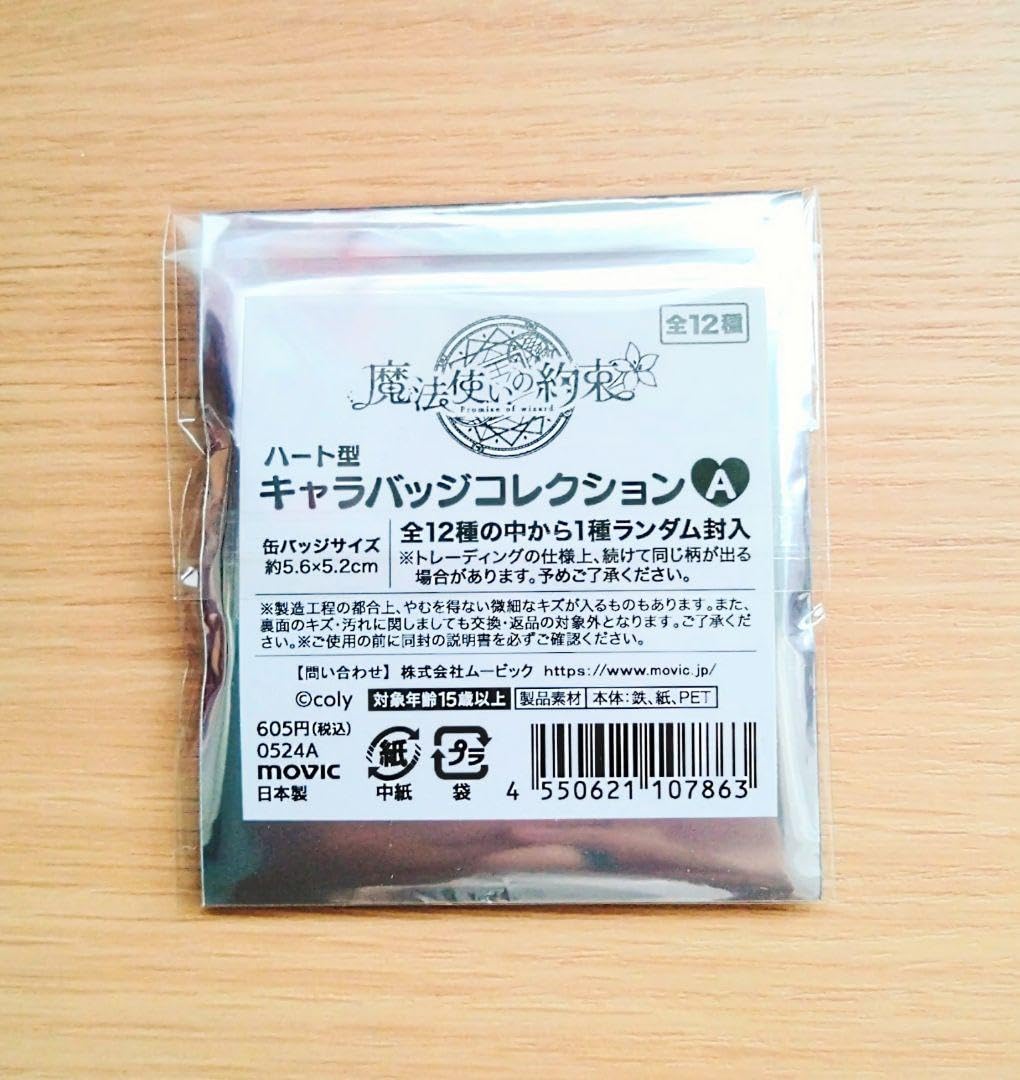 全12種
魔法使いの約束
Promise of wizard
ハート型
キャラバッジコレクション A
缶バッジサイズ
約5.6×5.2cm
全12種の中から1種ランダム封入
※トレーディングの仕様上、続けて同じ柄が出る
場合があります。予めご了承ください。
※製造工程の都合上、やむを得ない微細なキズが入るものもあります。また、
裏面のキズ・汚れに関しましても交換・返品の対象外となります。ご了承くだ
さい。※ご使用の前に同封の説明書を必ずご確認ください。
【問い合わせ】株式会社ムービック https://www.movic.jp/
©coly 対象年齢15歳以上 製品素材 本体:鉄、紙、PET
605円(税込)
0524A
movic
日本製
紙
中紙
プラ
袋
4 550621 107863